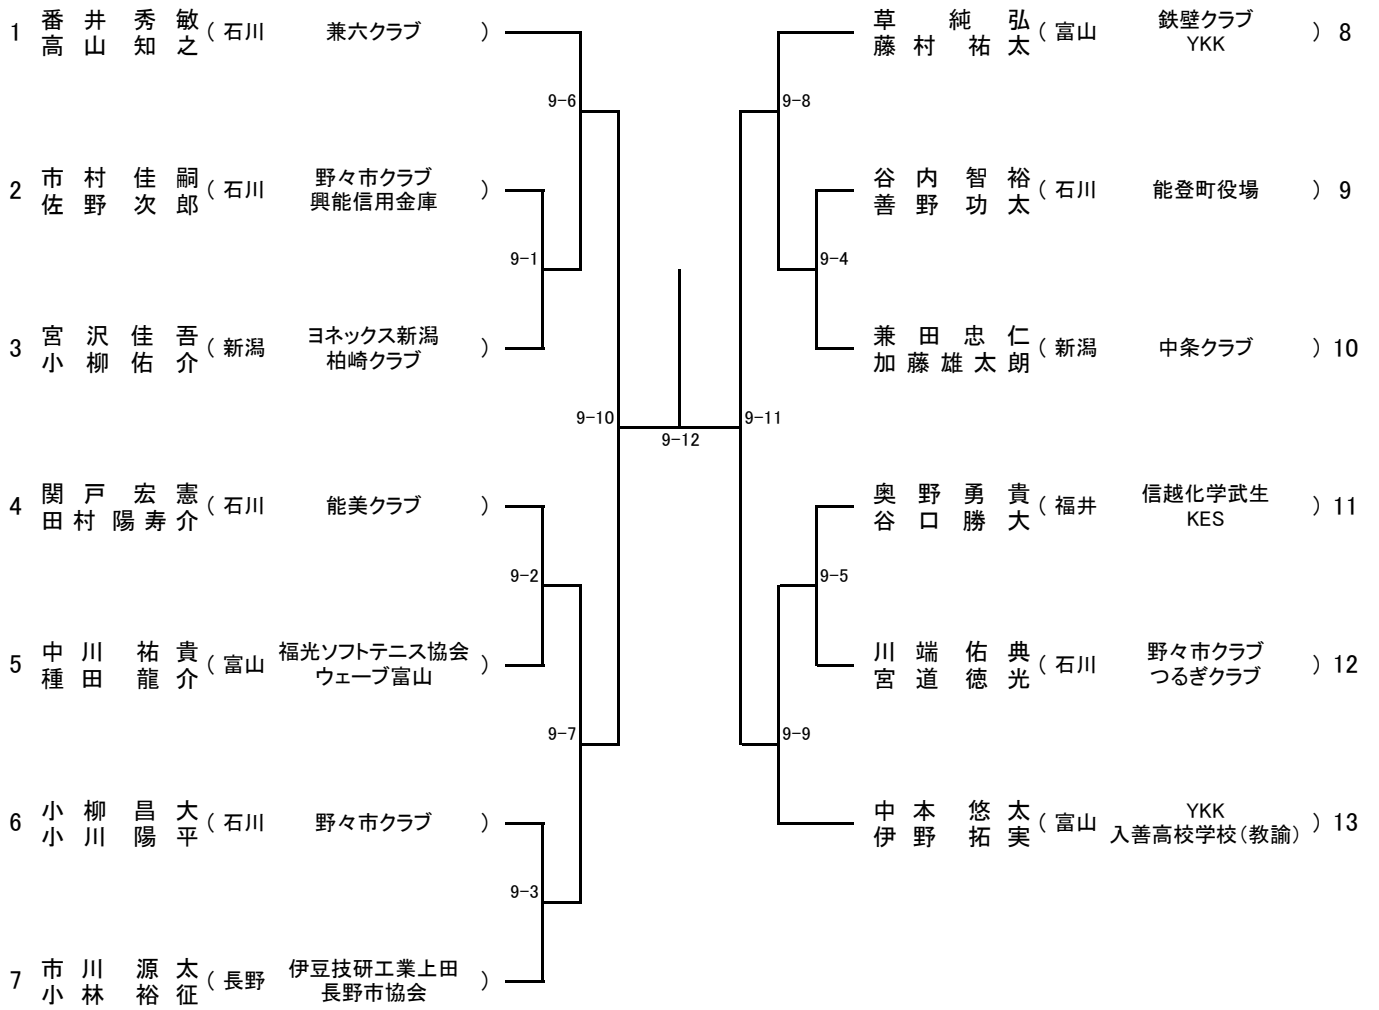 1 番井秀敏 高山知之 (石川 兼六クラブ)
9-6
2 市村佳嗣 佐野次郎 (石川 野々市クラブ 興能信用金庫)
9-1
3 宮沢佳吾 小柳佑介 (新潟 ヨネックス新潟 柏崎クラブ)
9-10
4 関戸宏憲 田村陽寿介 (石川 能美クラブ)
9-2
5 中川祐貴 種田龍介 (富山 福光ソフトテニス協会 ウェーブ富山)
9-7
6 小柳昌大 小川陽平 (石川 野々市クラブ)
9-3
7 市川源太 小林裕征 (長野 伊豆技研工業上田 長野市協会)
9-12
草純弘 藤村祐太 (富山 鉄壁クラブ YKK) 8
9-8
谷内智裕 善野功太 (石川 能登町役場) 9
9-4
兼田忠仁 加藤雄太朗 (新潟 中条クラブ) 10
9-11
奥野勇貴 谷口勝大 (福井 信越化学武生 KES) 11
9-5
川端佑典 宮道徳光 (石川 野々市クラブ つるぎクラブ) 12
9-9
中本悠太 伊野拓実 (富山 YKK 入善高校学校(教諭)) 13